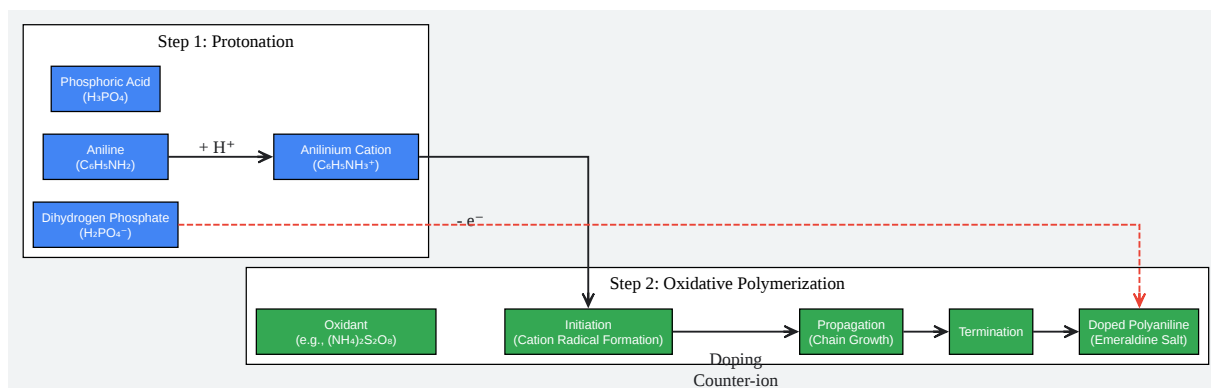 Step 1: Protonation
Phosphoric Acid
(H₃PO₄)
Aniline
(C₆H₅NH₂)
+ H⁺
Anilinium Cation
(C₆H₅NH₃⁺)
Dihydrogen Phosphate
(H₂PO₄⁻)
- e⁻
Step 2: Oxidative Polymerization
Oxidant
(e.g., (NH₄)₂S₂O₈)
Initiation
(Cation Radical Formation)
Propagation
(Chain Growth)
Termination
Doped Polyaniline
(Emeraldine Salt)
Doping
Counter-ion